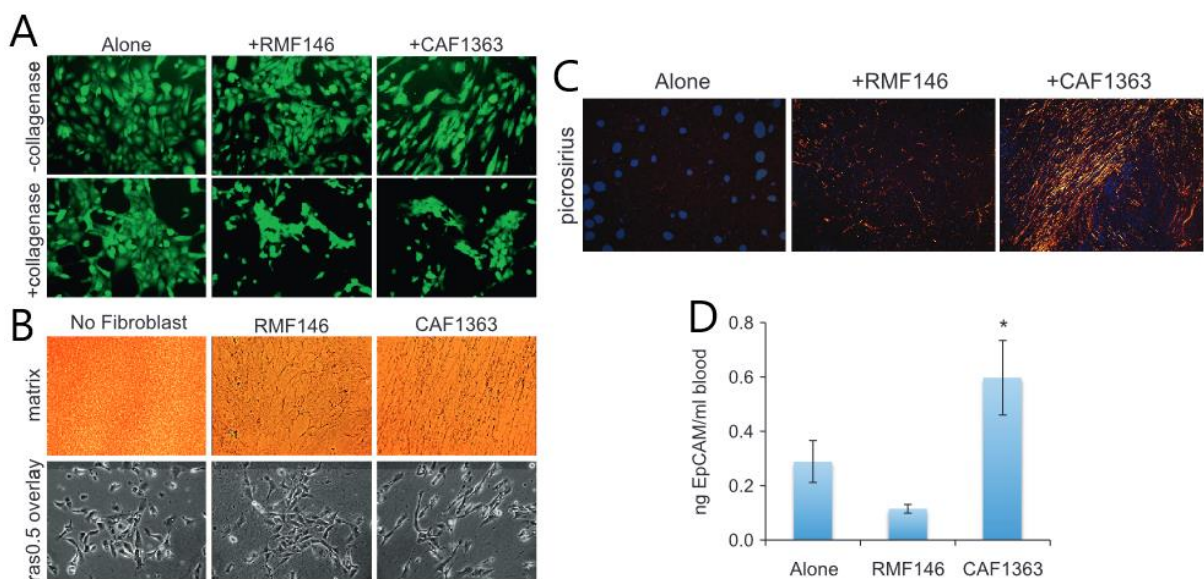 A
Alone
+RMF146
+CAF1363
-collagenase
+collagenase
B
No Fibroblast
RMF146
CAF1363
matrix
ras0.5 overlay
C
Alone
+RMF146
+CAF1363
picrosirius
D
ng EpCAM/ml blood
0.8
0.6
0.4
0.2
0.0
*
Alone
RMF146
CAF1363